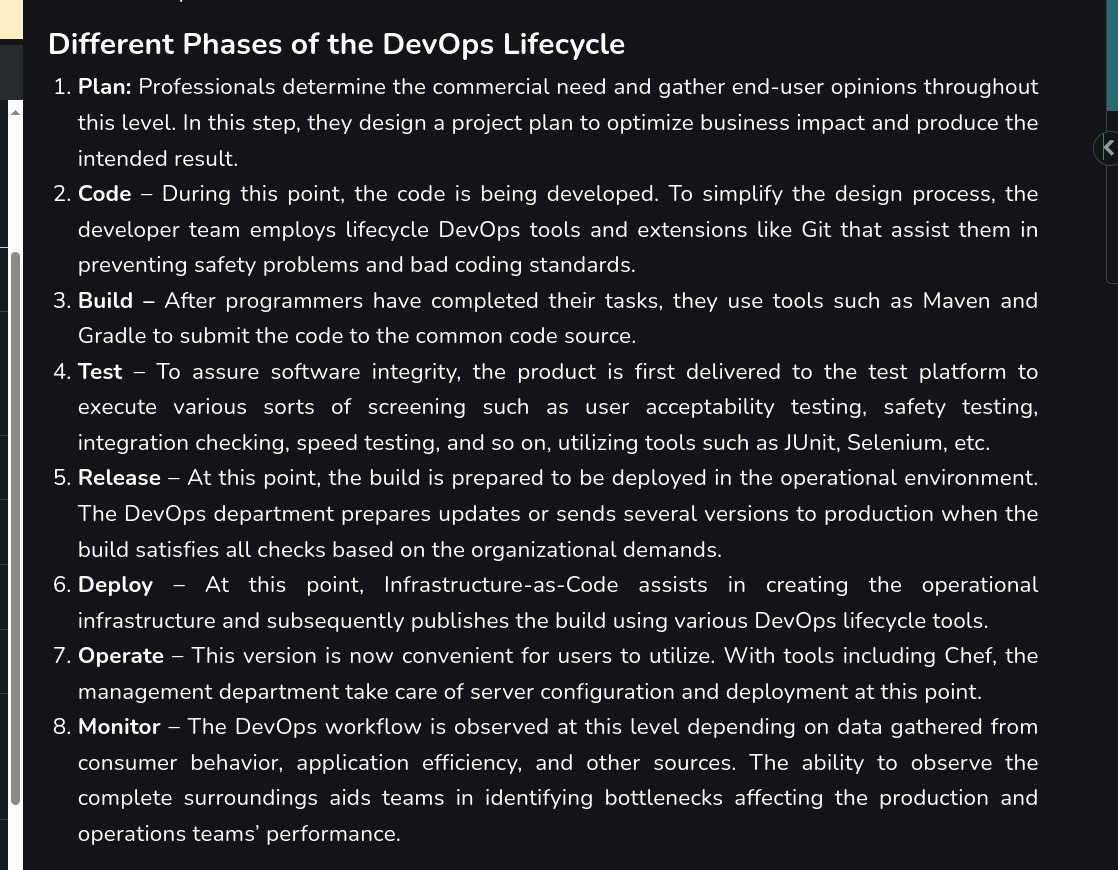 Different Phases of the DevOps Lifecycle
1. Plan: Professionals determine the commercial need and gather end-user opinions throughout
this level. In this step, they design a project plan to optimize business impact and produce the
intended result.
2. Code – During this point, the code is being developed. To simplify the design process, the
developer team employs lifecycle DevOps tools and extensions like Git that assist them in
preventing safety problems and bad coding standards.
3. Build – After programmers have completed their tasks, they use tools such as Maven and
Gradle to submit the code to the common code source.
4. Test – To assure software integrity, the product is first delivered to the test platform to
execute various sorts of screening such as user acceptability testing, safety testing,
integration checking, speed testing, and so on, utilizing tools such as JUnit, Selenium, etc.
5. Release – At this point, the build is prepared to be deployed in the operational environment.
The DevOps department prepares updates or sends several versions to production when the
build satisfies all checks based on the organizational demands.
6. Deploy – At this point, Infrastructure-as-Code assists in creating the operational
infrastructure and subsequently publishes the build using various DevOps lifecycle tools.
7. Operate – This version is now convenient for users to utilize. With tools including Chef, the
management department take care of server configuration and deployment at this point.
8. Monitor – The DevOps workflow is observed at this level depending on data gathered from
consumer behavior, application efficiency, and other sources. The ability to observe the
complete surroundings aids teams in identifying bottlenecks affecting the production and
operations teams’ performance.